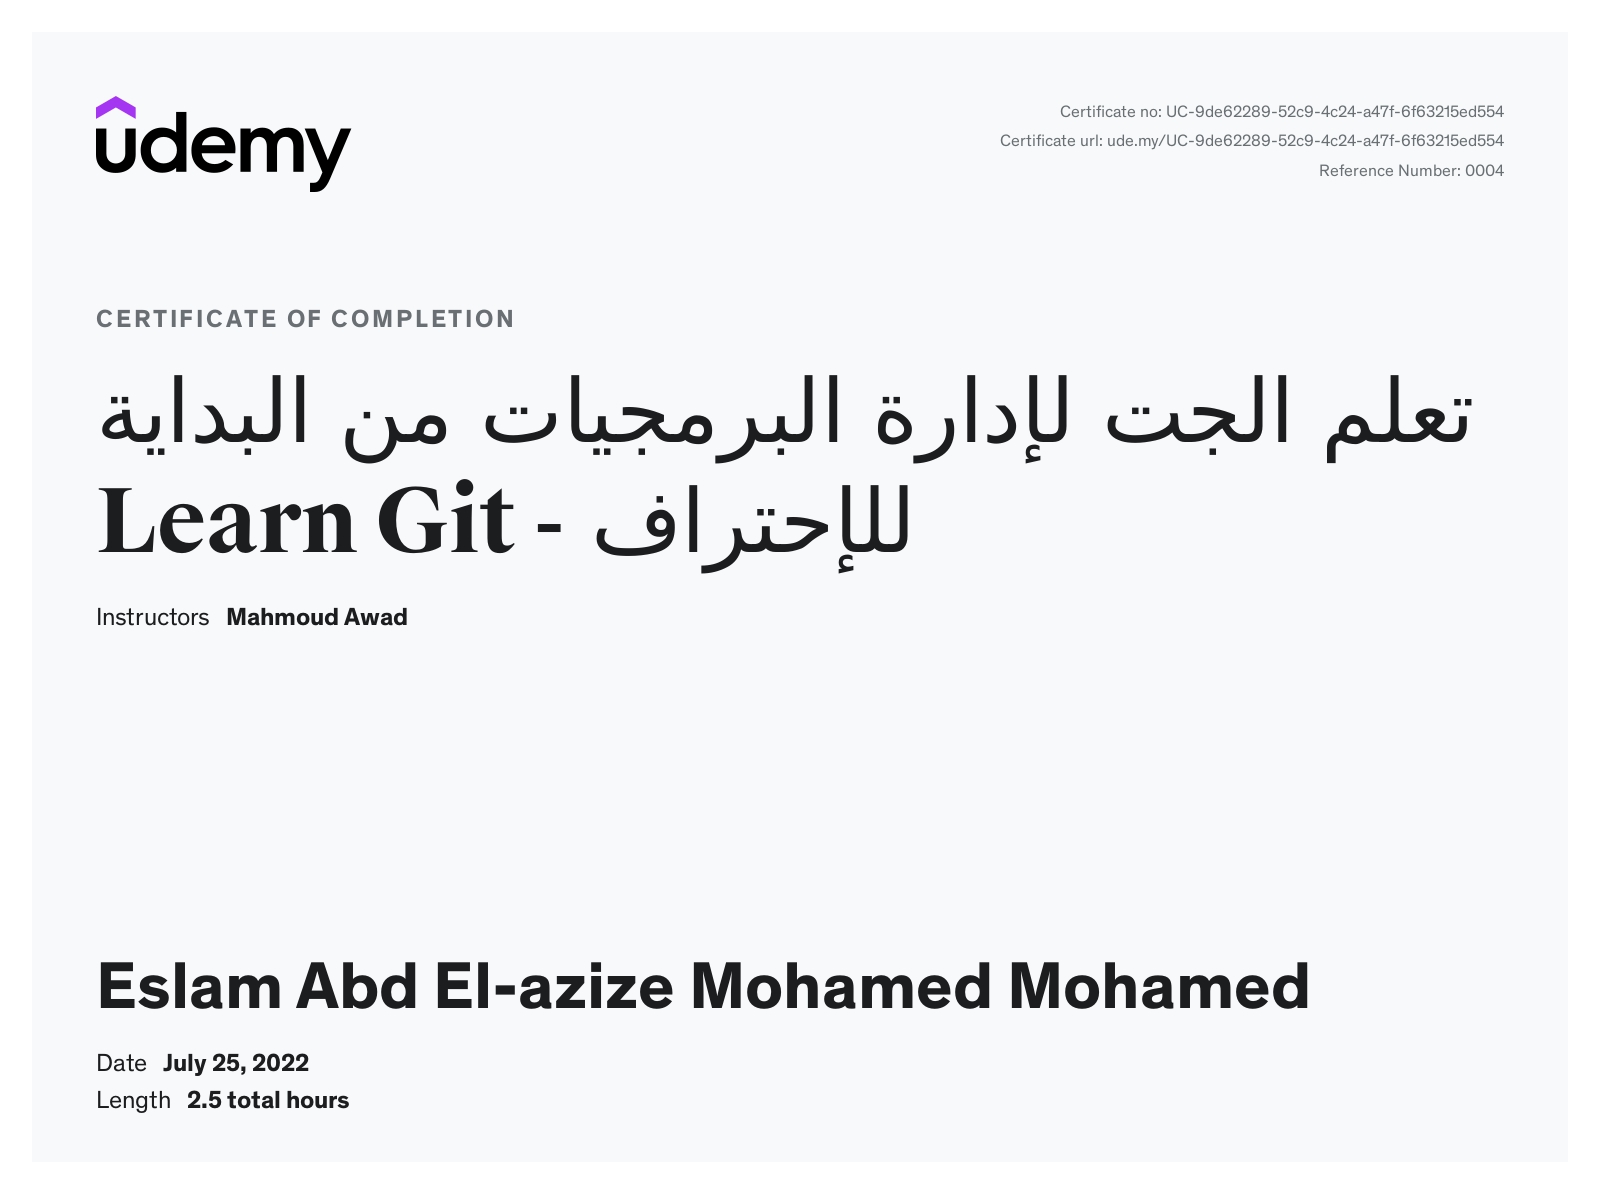 udemy
Certificate no: UC-9de62289-52c9-4c24-a47f-6f63215ed554
Certificate url: ude.my/UC-9de62289-52c9-4c24-a47f-6f63215ed554
Reference Number: 0004
CERTIFICATE OF COMPLETION
تعلم الجت لإدارة البرمجيات من البداية
للإحتراف - Learn Git
Instructors Mahmoud Awad
Eslam Abd El-azize Mohamed Mohamed
Date July 25, 2022
Length 2.5 total hours